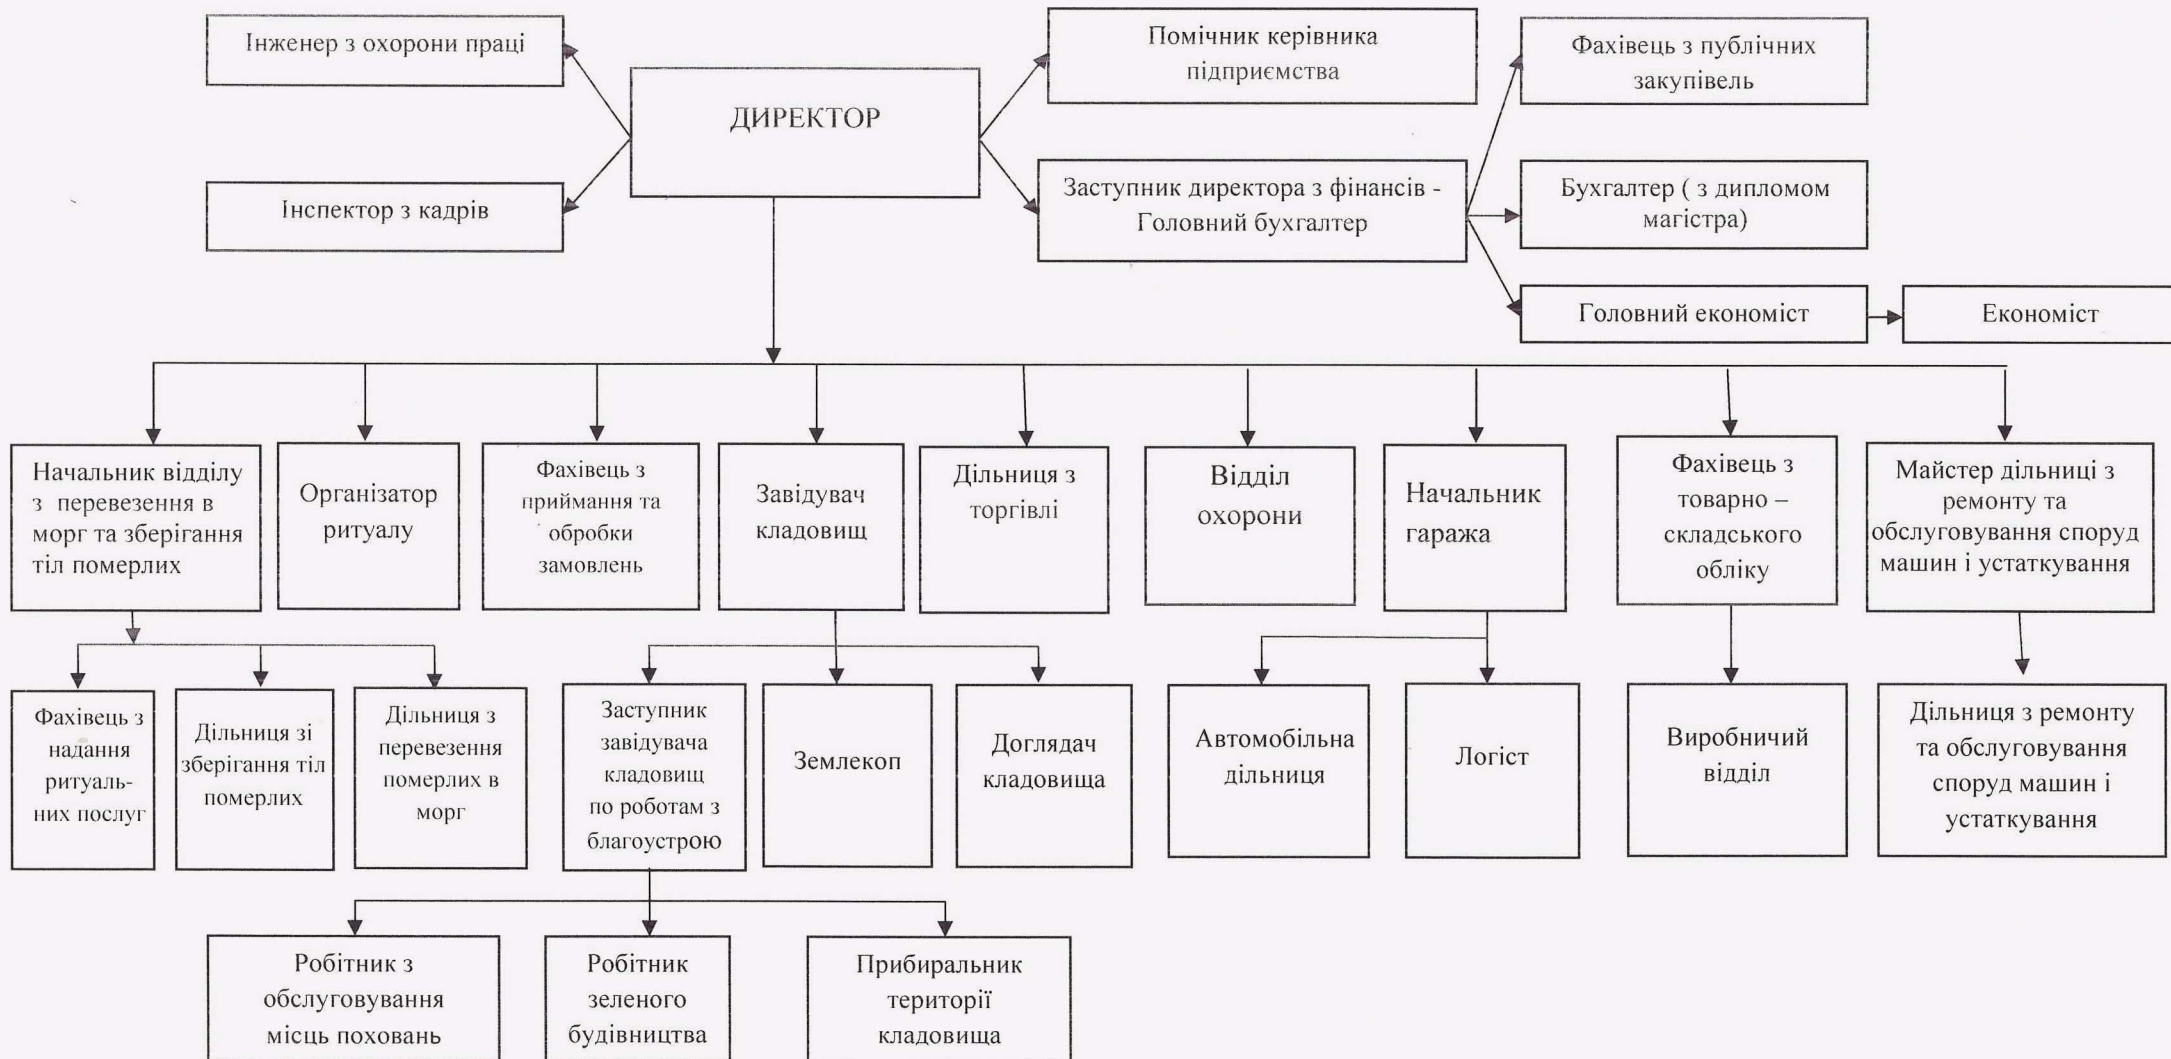 Інженер з охорони праці
Помічник керівника
підприємства
Фахівець з публічних
закупівель
ДИРЕКТОР
Інспектор з кадрів
Заступник директора з фінансів -
Головний бухгалтер
Бухгалтер ( з дипломом
магістра)
Головний економіст
Економіст
Начальник відділу
з перевезення в
морг та зберігання
тіл померлих
Організатор
ритуалу
Фахівець з
приймання та
обробки
замовлень
Завідувач
кладовищ
Дільниця з
торгівлі
Відділ
охорони
Начальник
гаража
Фахівець з
товарно –
складського
обліку
Майстер дільниці з
ремонту та
обслуговування споруд
машин і устаткування
Фахівець з
надання
ритуаль-
них послуг
Дільниця зі
зберігання тіл
померлих
Дільниця з
перевезення
померлих в
морг
Заступник
завідувача
кладовищ
по роботам з
благоустрою
Землекоп
Доглядач
кладовища
Автомобільна
дільниця
Логіст
Виробничий
відділ
Дільниця з ремонту
та обслуговування
споруд машин і
устаткування
Робітник з
обслуговування
місць поховань
Робітник
зеленого
будівництва
Прибиральник
території
кладовища